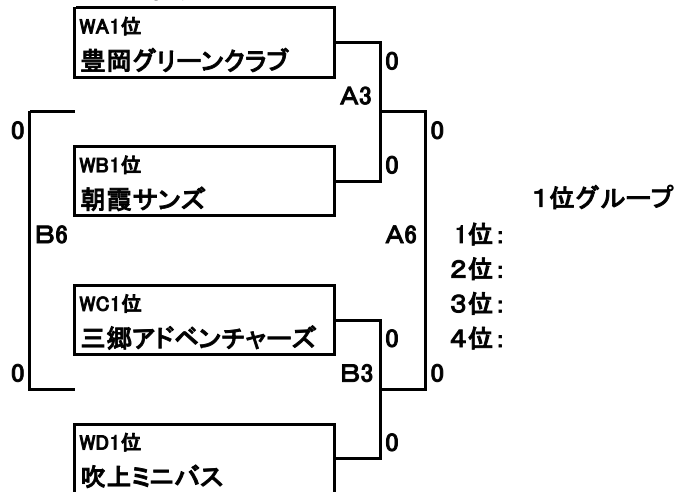 WA1位
豊岡グリーンクラブ
0
A3
0
0
WB1位
0
朝霞サンズ
1位グループ
B6
A6
1位：
2位：
WC1位
3位：
三郷アドベンチャーズ
0
4位：
0
B3
0
WD1位
0
吹上ミニバス